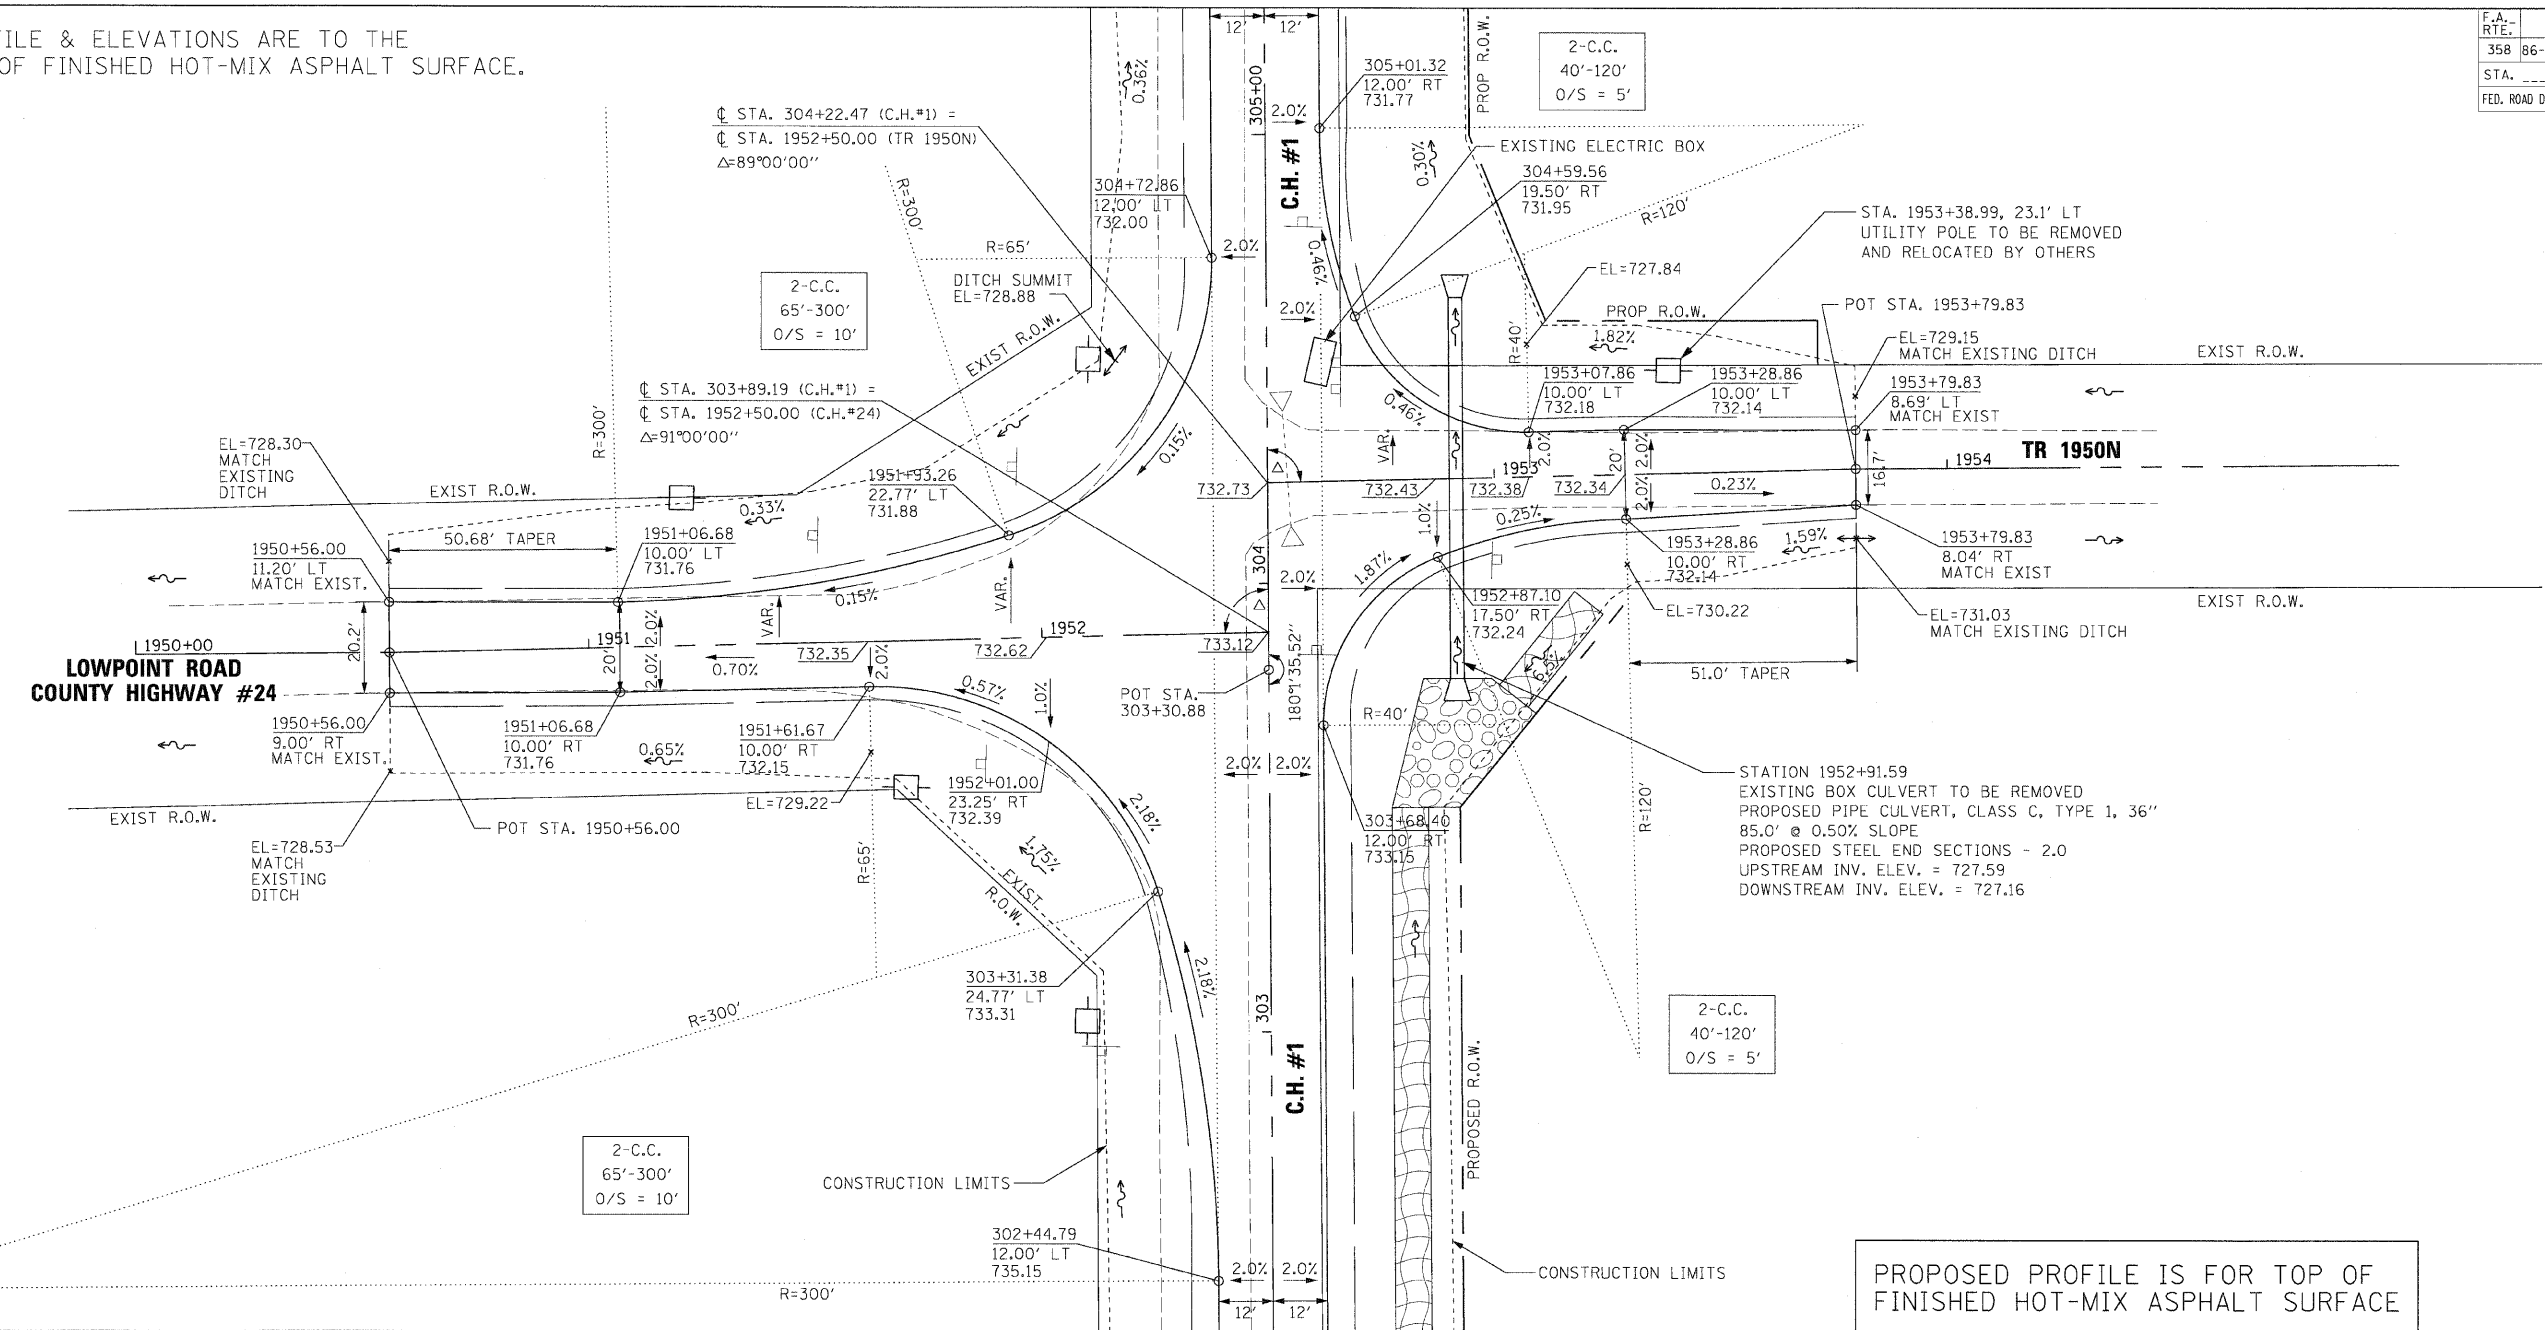 FILE & ELEVATIONS ARE TO THE
OF FINISHED HOT-MIX ASPHALT SURFACE.
F.A.
RTE.
358 86-
STA.
FED. ROAD D
12' 12'
305+00
C.H. #1
0.36%
PROP R.O.W.
2-C.C.
40'-120'
O/S = 5'
305+01.32
12.00' RT
731.77
2.0%
℄ STA. 304+22.47 (C.H.#1) =
℄ STA. 1952+50.00 (TR 1950N)
Δ=89°00'00"
EXISTING ELECTRIC BOX
0.30%
304+59.56
19.50' RT
731.95
R=120'
304+72.86
12.00' LT
732.00
R=300'
R=65'
2.0%
0.46%
STA. 1953+38.99, 23.1' LT
UTILITY POLE TO BE REMOVED
AND RELOCATED BY OTHERS
2-C.C.
65'-300'
O/S = 10'
DITCH SUMMIT
EL=728.88
EXIST R.O.W.
2.0%
EL=727.84
POT STA. 1953+79.83
PROP R.O.W.
1.82%
R=40'
EL=729.15
MATCH EXISTING DITCH
EXIST R.O.W.
℄ STA. 303+89.19 (C.H.#1) =
℄ STA. 1952+50.00 (C.H.#24)
Δ=91°00'00"
R=300'
1953+07.86
10.00' LT
732.18
1953+28.86
10.00' LT
732.14
1953+79.83
8.69' LT
MATCH EXIST
0.46%
0.15%
EL=728.30
MATCH
EXISTING
DITCH
EXIST R.O.W.
0.33%
1951+93.26
22.77' LT
731.88
Δ
VAR.
2.0%
20'
2.0%
2.0%
16.7'
TR 1950N
1953
1954
732.73
732.43
732.38
732.34
0.23%
1.0%
0.25%
50.68' TAPER
1950+56.00
11.20' LT
MATCH EXIST.
1951+06.68
10.00' LT
731.76
0.15%
VAR.
VAR.
304
2.0%
Δ
1.87%
1953+28.86
10.00' RT
732.14
1.59%
1953+79.83
8.04' RT
MATCH EXIST
1952+87.10
17.50' RT
732.24
EL=730.22
EL=731.03
MATCH EXISTING DITCH
EXIST R.O.W.
1950+00
1951
1952
20.2'
20'
2.0%
2.0%
732.35
732.62
733.12
0.70%
2.0%
LOWPOINT ROAD
COUNTY HIGHWAY #24
0.57%
1.0%
POT STA.
303+30.88
180°1'35.52"
6.25%
51.0' TAPER
R=40'
1950+56.00
9.00' RT
MATCH EXIST.
1951+06.68
10.00' RT
731.76
0.65%
1951+61.67
10.00' RT
732.15
2.0% 2.0%
STATION 1952+91.59
EXISTING BOX CULVERT TO BE REMOVED
PROPOSED PIPE CULVERT, CLASS C, TYPE 1, 36"
85.0' @ 0.50% SLOPE
PROPOSED STEEL END SECTIONS - 2.0
UPSTREAM INV. ELEV. = 727.59
DOWNSTREAM INV. ELEV. = 727.16
R=120'
EXIST R.O.W.
POT STA. 1950+56.00
EL=729.22
1952+01.00
23.25' RT
732.39
2.18%
303+68.40
12.00' RT
733.15
EL=728.53
MATCH
EXISTING
DITCH
R=65'
1.75%
EXIST.
R.O.W.
303+31.38
24.77' LT
733.31
2.18%
303
R=300'
C.H. #1
2-C.C.
40'-120'
O/S = 5'
PROPOSED R.O.W.
2-C.C.
65'-300'
O/S = 10'
CONSTRUCTION LIMITS
302+44.79
12.00' LT
735.15
2.0% 2.0%
R=300'
12' 12'
CONSTRUCTION LIMITS
PROPOSED PROFILE IS FOR TOP OF
FINISHED HOT-MIX ASPHALT SURFACE